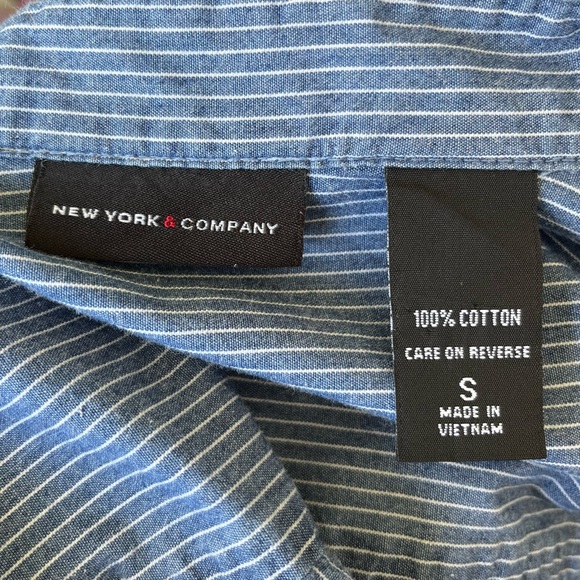 NEW YORK & COMPANY
100% COTTON
CARE ON REVERSE
S
MADE IN
VIETNAM